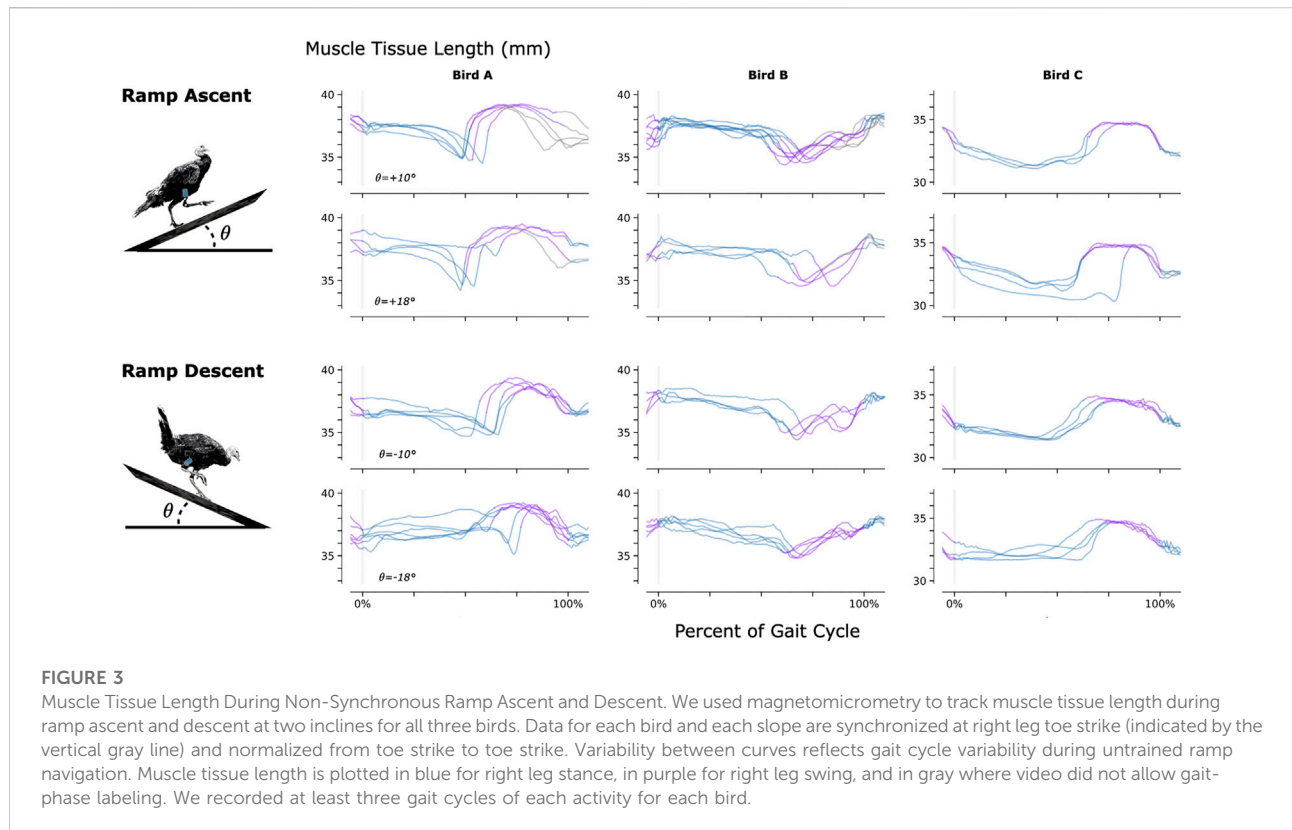 Muscle Tissue Length (mm)
Bird A
Bird B
Bird C
Ramp Ascent
θ
40
35
θ=+10°
40
35
35
30
40
35
θ=+18°
40
35
35
30
Ramp Descent
θ
40
35
θ=-10°
40
35
35
30
40
35
θ=-18°
40
35
35
30
0%
100%
0%
100%
0%
100%
Percent of Gait Cycle
FIGURE 3
Muscle Tissue Length During Non-Synchronous Ramp Ascent and Descent. We used magnetomicrometry to track muscle tissue length during
ramp ascent and descent at two inclines for all three birds. Data for each bird and each slope are synchronized at right leg toe strike (indicated by the
vertical gray line) and normalized from toe strike to toe strike. Variability between curves reflects gait cycle variability during untrained ramp
navigation. Muscle tissue length is plotted in blue for right leg stance, in purple for right leg swing, and in gray where video did not allow gait-
phase labeling. We recorded at least three gait cycles of each activity for each bird.